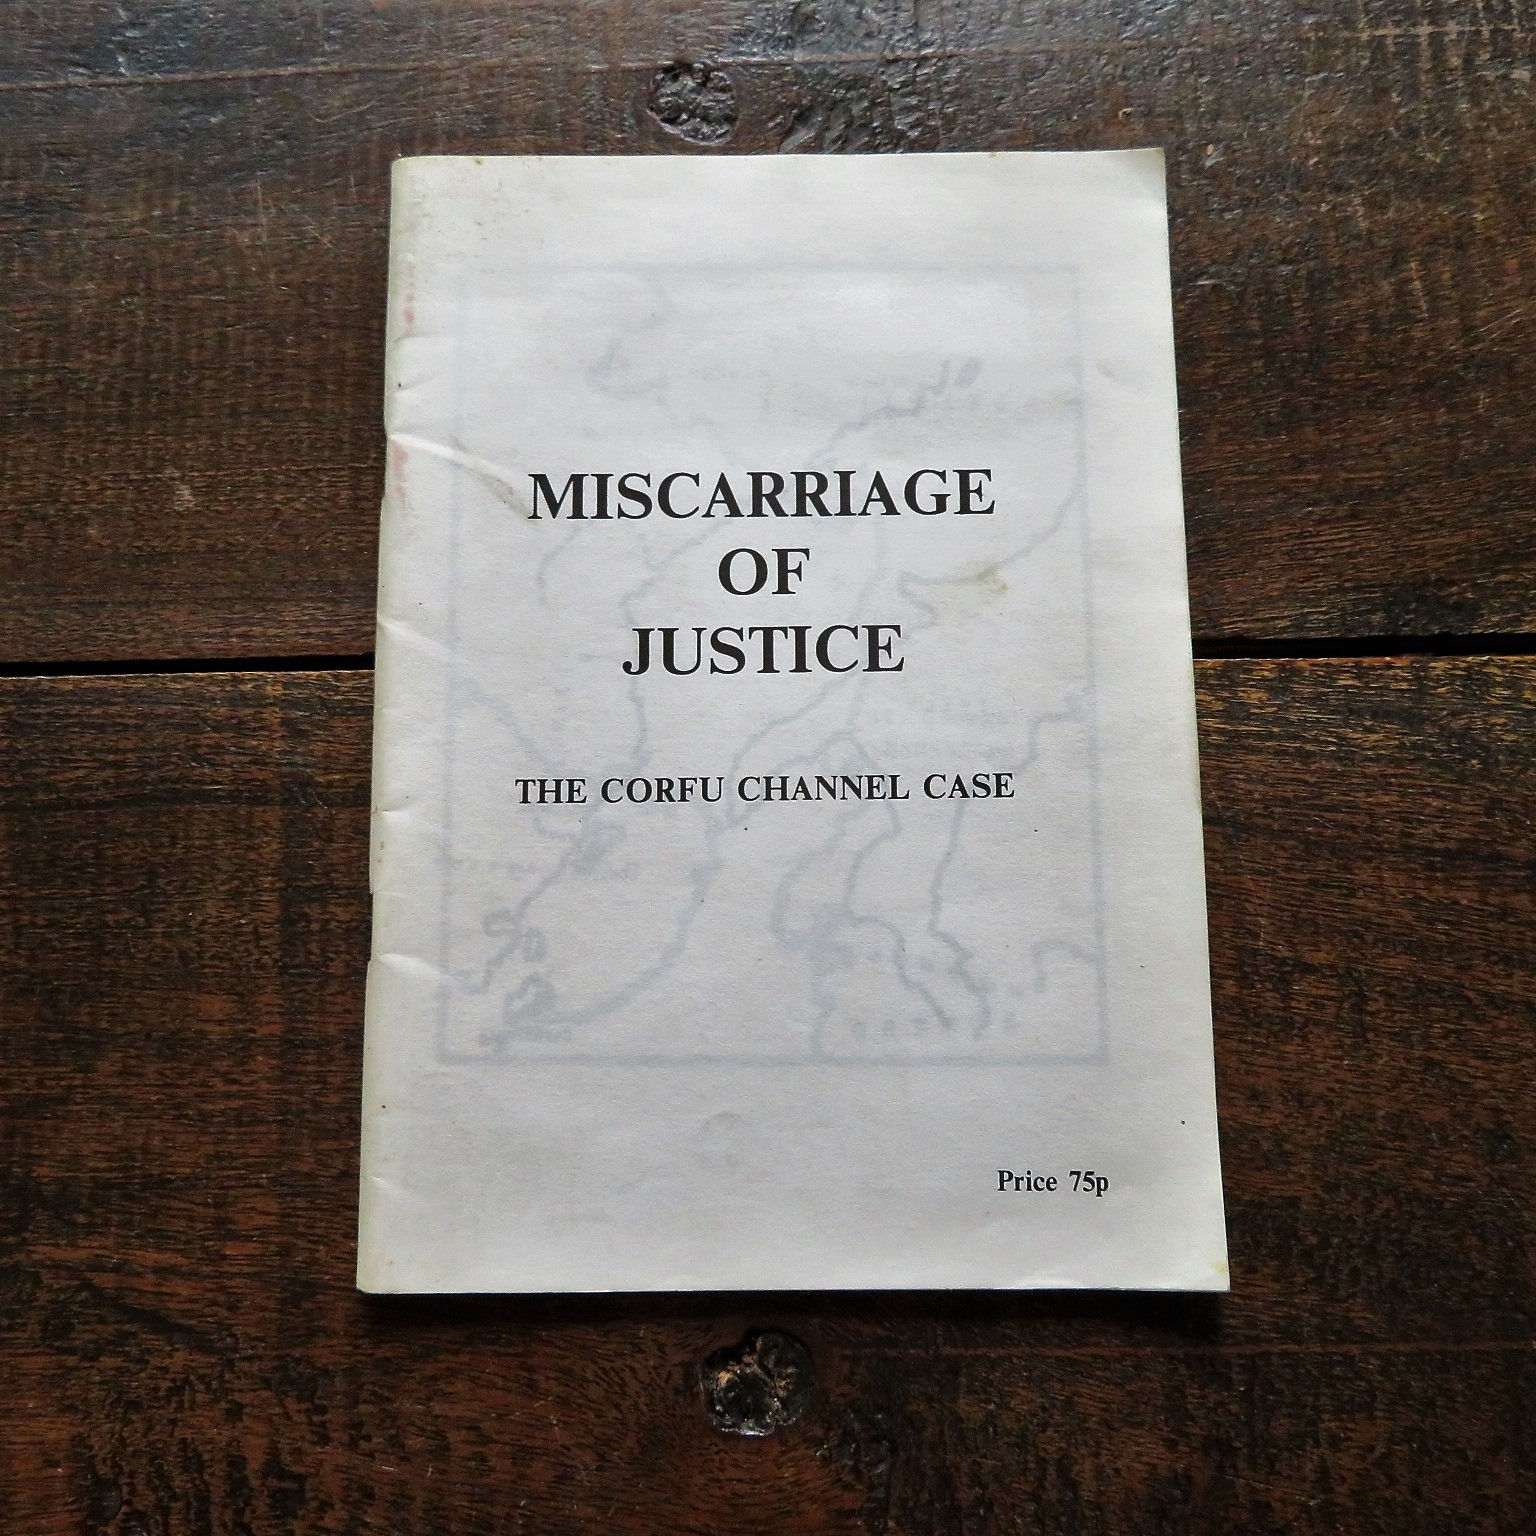 MISCARRIAGE
OF
JUSTICE
THE CORFU CHANNEL CASE
Price 75p